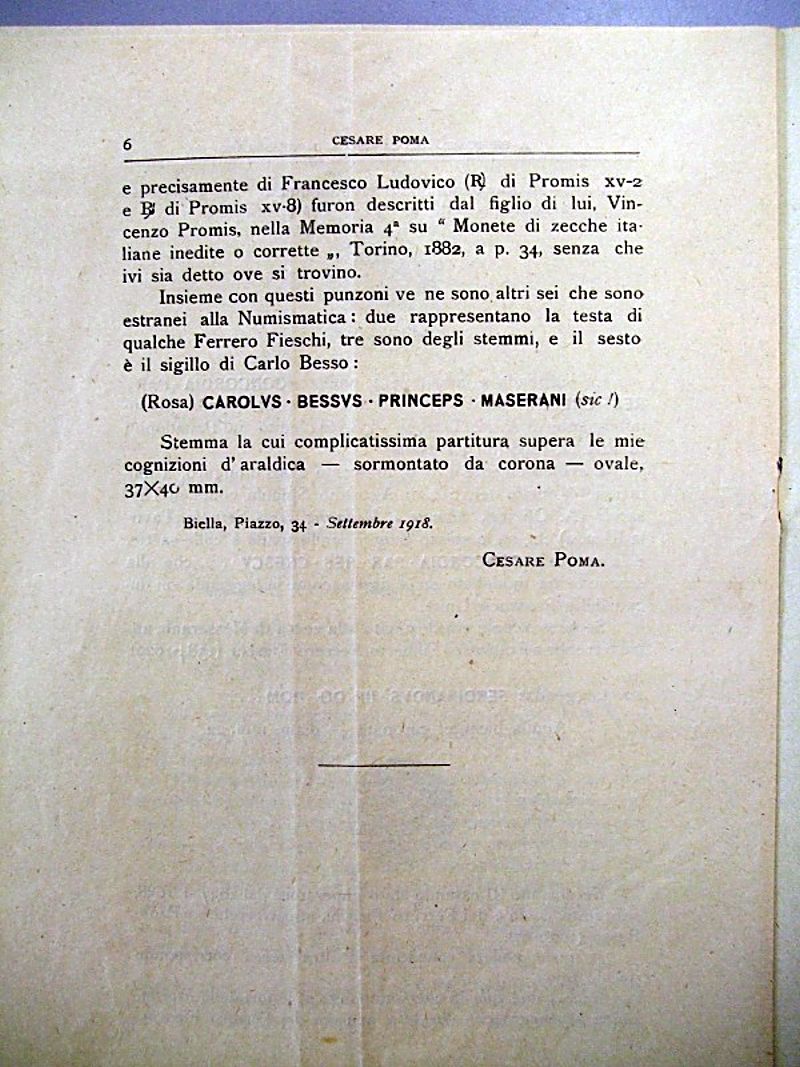 6 CESARE POMA
e precisamente di Francesco Ludovico (R) di Promis xv-2
e B di Promis xv-8) furon descritti dal figlio di lui, Vin-
cenzo Promis, nella Memoria 4ª su “ Monete di zecche ita-
liane inedite o corrette „, Torino, 1882, a p. 34, senza che
ivi sia detto ove si trovino.
Insieme con questi punzoni ve ne sono altri sei che sono
estranei alla Numismatica: due rappresentano la testa di
qualche Ferrero Fieschi, tre sono degli stemmi, e il sesto
è il sigillo di Carlo Besso:
(Rosa) CAROLVS · BESSVS · PRINCEPS · MASERANI (sic!)
Stemma la cui complicatissima partitura supera le mie
cognizioni d'araldica — sormontato da corona — ovale,
37X40 mm.
Biella, Piazzo, 34 - Settembre 1918.
CESARE POMA.